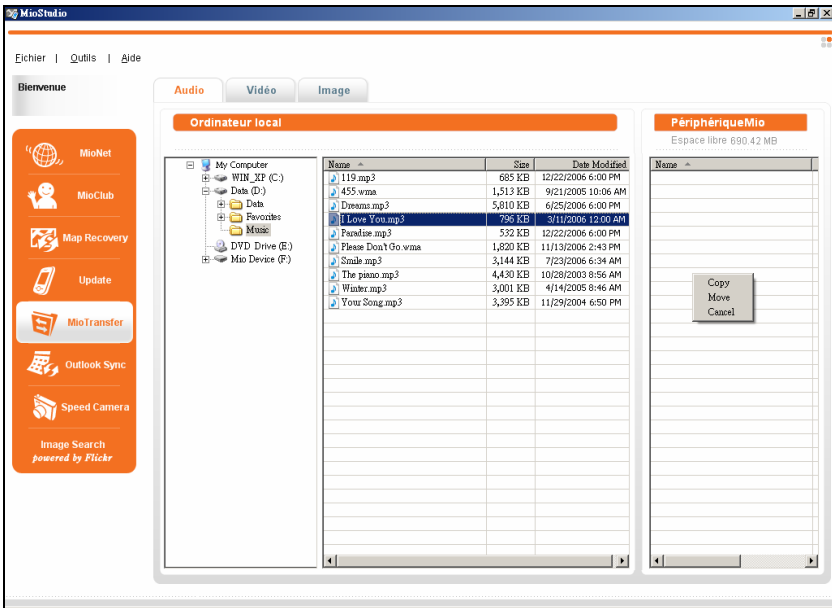 MioStudio
Fichier | Outils | Aide
Bienvenue
MioNet
MioClub
Map Recovery
Update
MioTransfer
Outlook Sync
Speed Camera
Image Search
powered by Flickr
Audio Vidéo Image
Ordinateur local
My Computer
WIN_XP (C:)
Data (D:)
Data
Favorites
Music
DVD Drive (E:)
Mio Device (F:)
Name Size Date Modified
119.mp3 685 KB 12/22/2006 6:00 PM
455.wma 1,513 KB 9/21/2005 10:06 AM
Dreams.mp3 5,810 KB 6/25/2006 6:00 PM
I Love You.mp3 796 KB 3/11/2006 12:00 AM
Paradise.mp3 532 KB 12/22/2006 6:00 PM
Please Don't Go.wma 1,820 KB 11/13/2006 2:43 PM
Smile.mp3 3,144 KB 7/23/2006 6:34 AM
The piano.mp3 4,430 KB 10/28/2003 8:56 AM
Winter.mp3 3,001 KB 4/14/2005 8:46 AM
Your Song.mp3 3,395 KB 11/29/2004 6:50 PM
PériphériqueMio
Espace libre 690.42 MB
Name
Copy
Move
Cancel